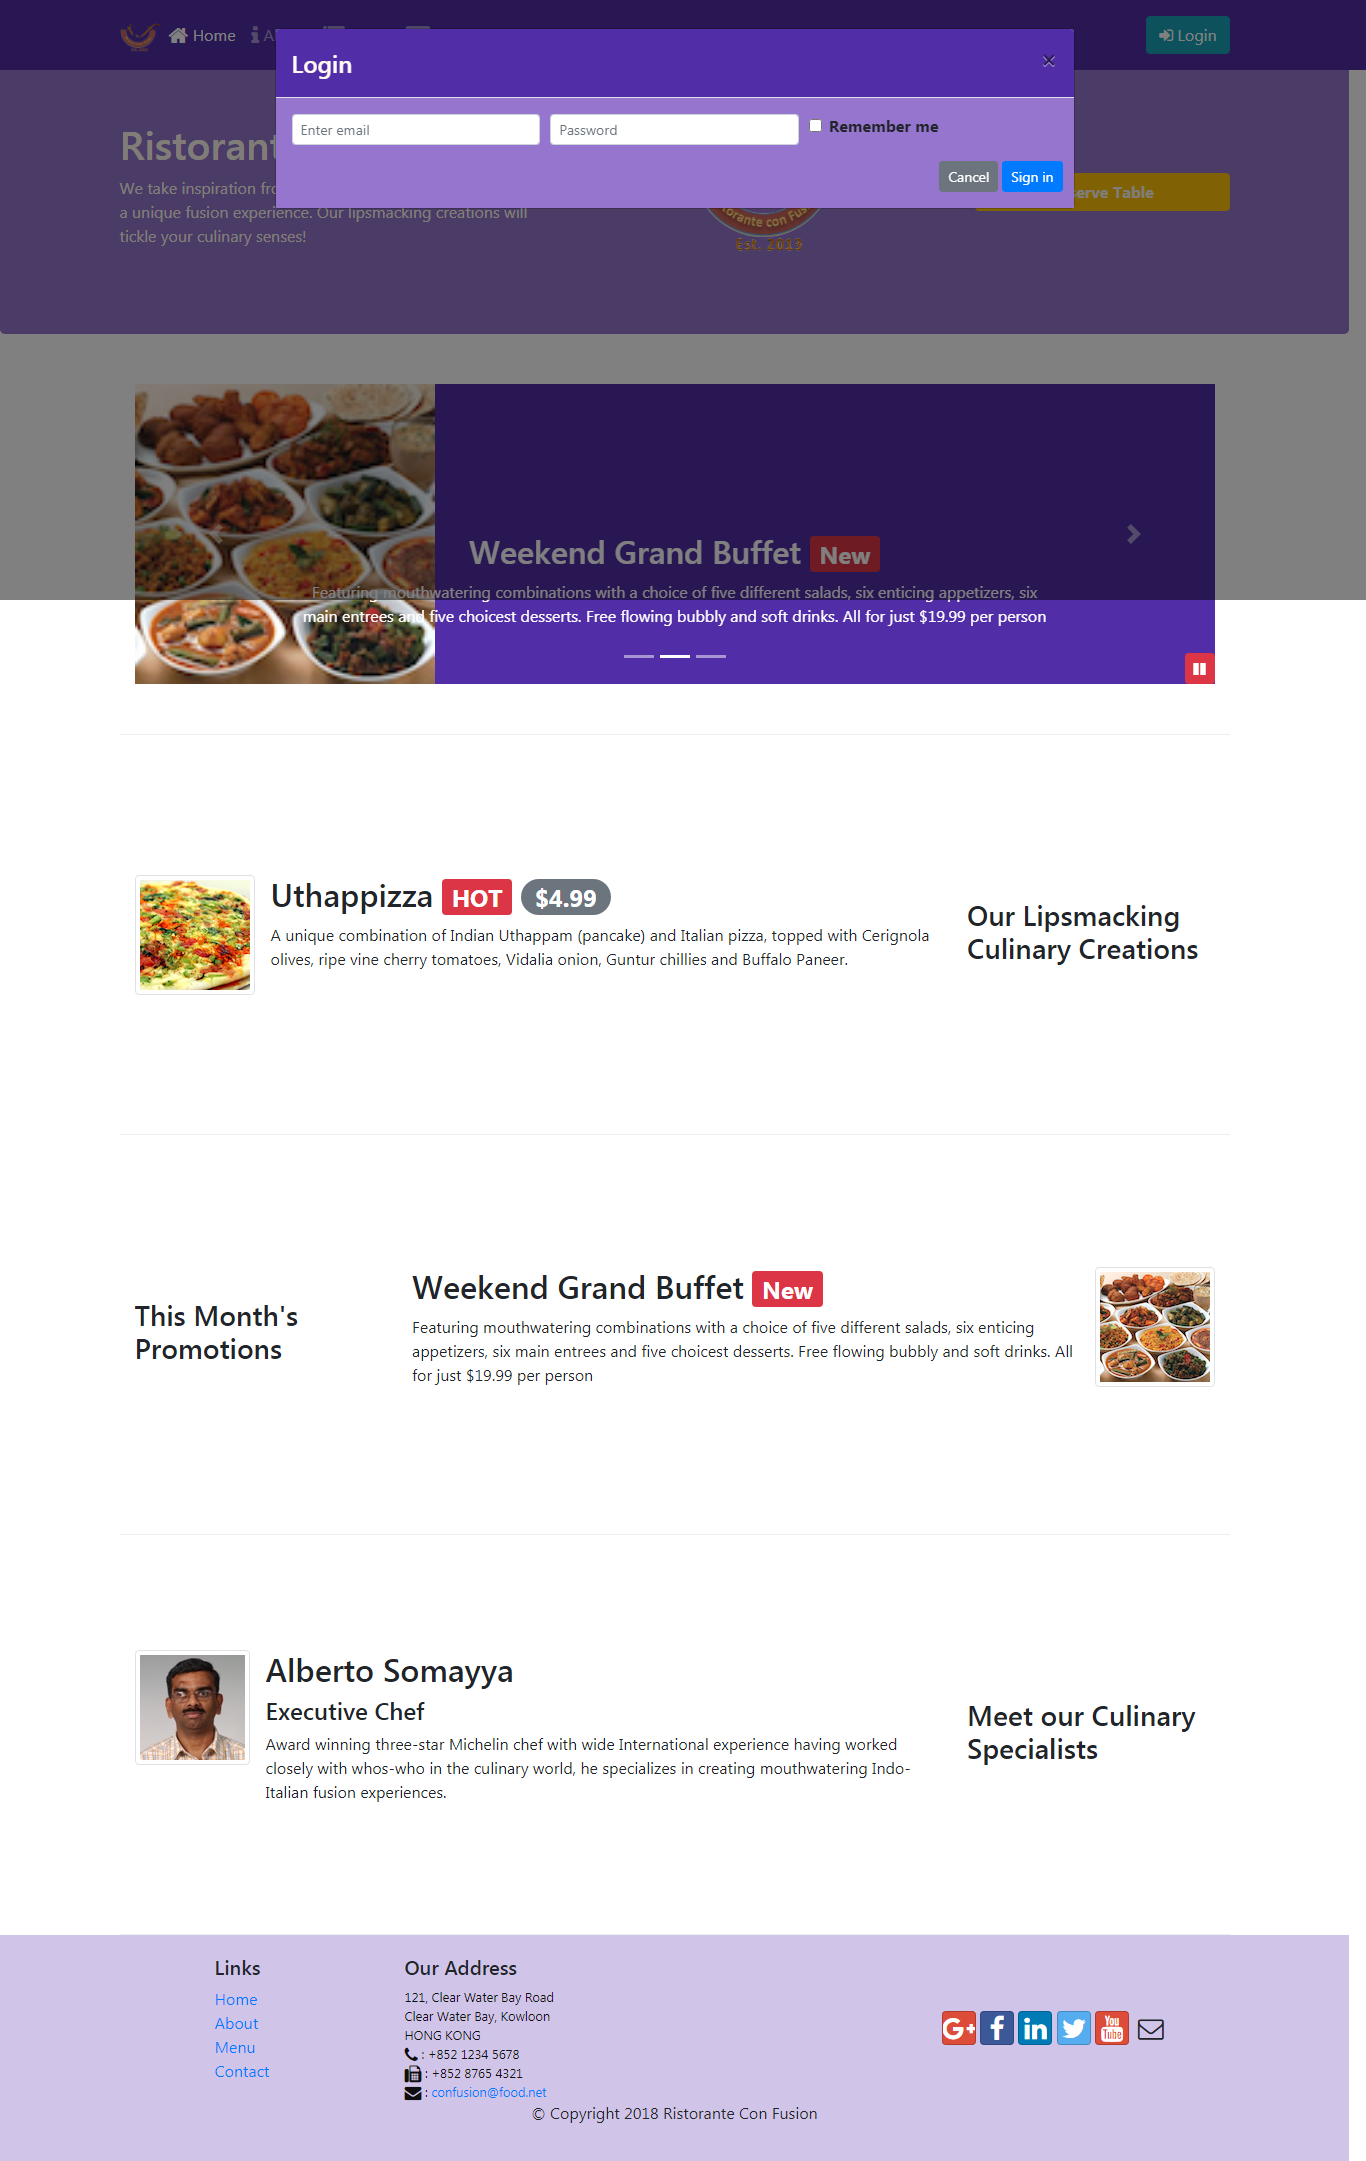 Home
Login
Login
×
Enter email
Password
Remember me
Cancel
Sign in
Ristorant
We take inspiration
a unique fusion experience. Our lipsmacking creations will
tickle your culinary senses!
Est. 2019
Table
Weekend Grand Buffet New
Featuring mouthwatering combinations with a choice of five different salads, six enticing appetizers, six
main entrees and five choicest desserts. Free flowing bubbly and soft drinks. All for just $19.99 per person
Uthappizza HOT $4.99
A unique combination of Indian Uthappam (pancake) and Italian pizza, topped with Cerignola
olives, ripe vine cherry tomatoes, Vidalia onion, Guntur chillies and Buffalo Paneer.
Our Lipsmacking
Culinary Creations
This Month's
Promotions
Weekend Grand Buffet New
Featuring mouthwatering combinations with a choice of five different salads, six enticing
appetizers, six main entrees and five choicest desserts. Free flowing bubbly and soft drinks. All
for just $19.99 per person
Alberto Somayya
Executive Chef
Award winning three-star Michelin chef with wide International experience having worked
closely with whos-who in the culinary world, he specializes in creating mouthwatering Indo-
Italian fusion experiences.
Meet our Culinary
Specialists
Links
Home
About
Menu
Contact
Our Address
121, Clear Water Bay Road
Clear Water Bay, Kowloon
HONG KONG
: +852 1234 5678
: +852 8765 4321
: confusion@food.net
G+ f in You Tube
© Copyright 2018 Ristorante Con Fusion